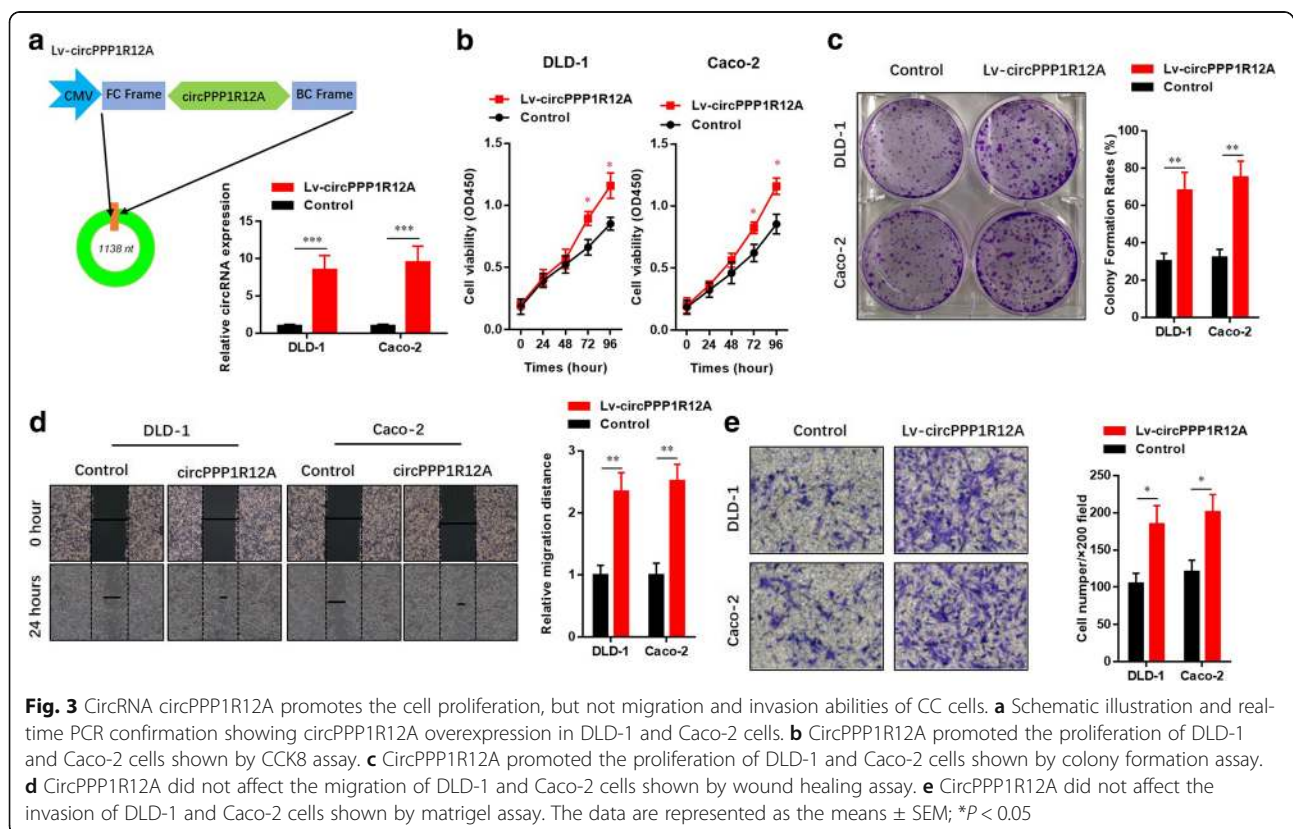 a
Lv-circPPP1R12A
CMV
FC Frame
circPPP1R12A
BC Frame
1138 nt
Relative circRNA expression
Lv-circPPP1R12A
Control
15
10
5
0
***
***
DLD-1
Caco-2
b
DLD-1
Caco-2
Lv-circPPP1R12A
Control
Lv-circPPP1R12A
Control
Cell viability (OD450)
1.5
1.0
0.5
0.0
*
*
0 24 48 72 96
Times (hour)
Cell viability (OD450)
1.5
1.0
0.5
0.0
*
*
0 24 48 72 96
Times (hour)
c
Control
Lv-circPPP1R12A
DLD-1
Caco-2
Lv-circPPP1R12A
Control
Colony Formation Rates (%)
100
80
60
40
20
0
**
**
DLD-1
Caco-2
d
DLD-1
Caco-2
Control
circPPP1R12A
Control
circPPP1R12A
0 hour
24 hours
Lv-circPPP1R12A
Control
Relative migration distance
3
2
1
0
**
**
DLD-1
Caco-2
e
Control
Lv-circPPP1R12A
DLD-1
Caco-2
Lv-circPPP1R12A
Control
Cell numper/×200 field
250
200
150
100
50
0
*
*
DLD-1
Caco-2
Fig. 3 CircRNA circPPP1R12A promotes the cell proliferation, but not migration and invasion abilities of CC cells. a Schematic illustration and real-
time PCR confirmation showing circPPP1R12A overexpression in DLD-1 and Caco-2 cells. b CircPPP1R12A promoted the proliferation of DLD-1
and Caco-2 cells shown by CCK8 assay. c CircPPP1R12A promoted the proliferation of DLD-1 and Caco-2 cells shown by colony formation assay.
d CircPPP1R12A did not affect the migration of DLD-1 and Caco-2 cells shown by wound healing assay. e CircPPP1R12A did not affect the
invasion of DLD-1 and Caco-2 cells shown by matrigel assay. The data are represented as the means ± SEM; *P < 0.05